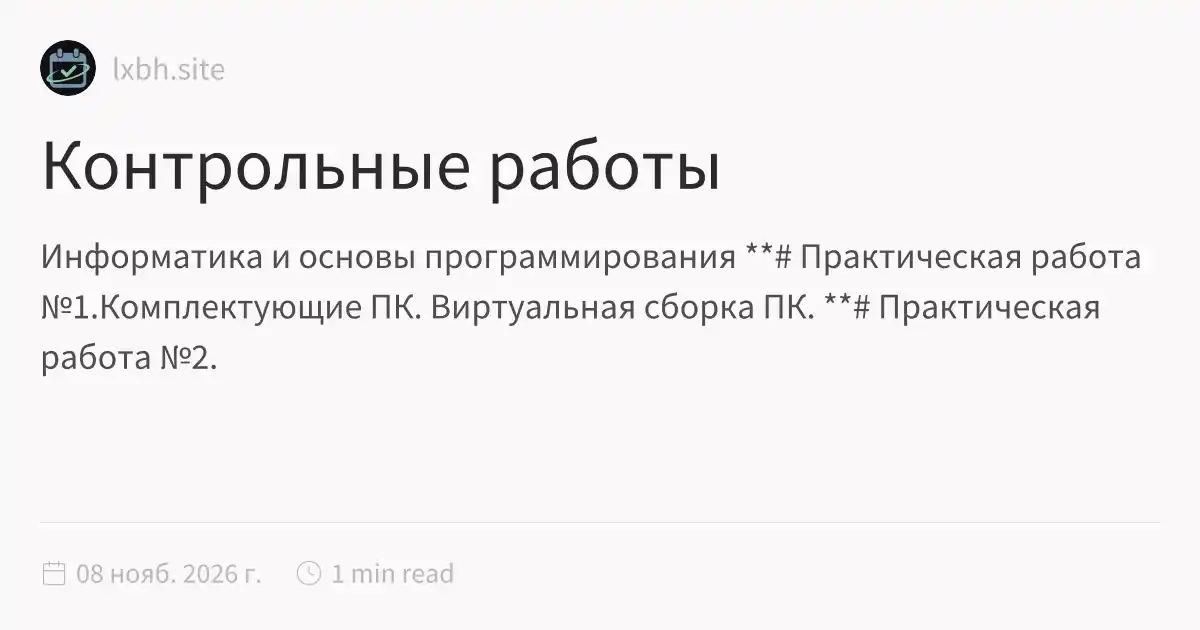 lxbh.site
Контрольные работы
Информатика и основы программирования **# Практическая работа
№1.Комплектующие ПК. Виртуальная сборка ПК. **# Практическая
работа №2.
08 нояб. 2026 г. 1 min read